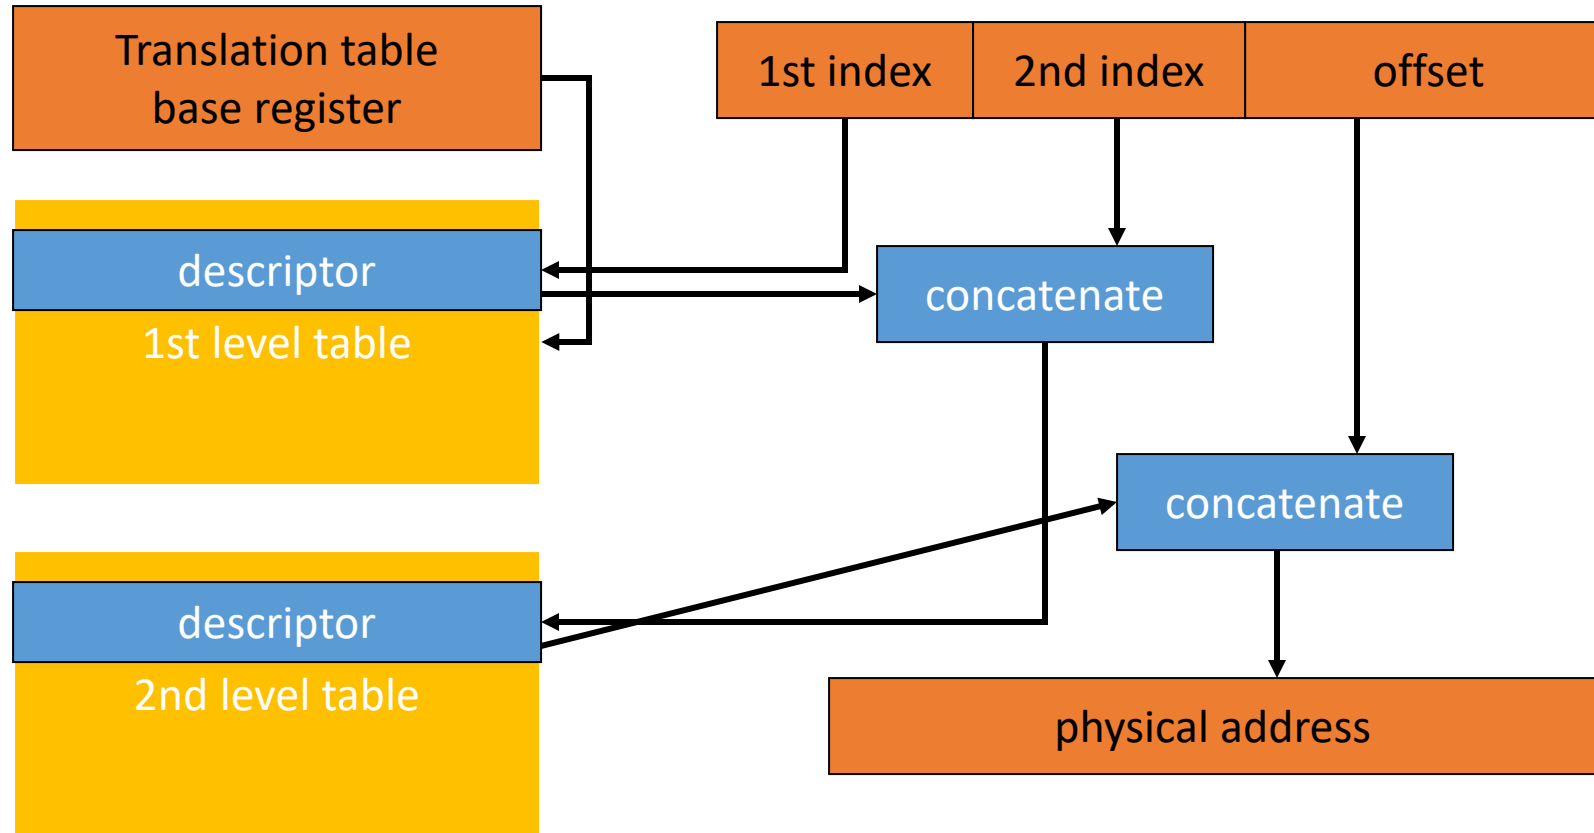 Translation table
base register
1st index
2nd index
offset
descriptor
1st level table
concatenate
concatenate
descriptor
2nd level table
physical address